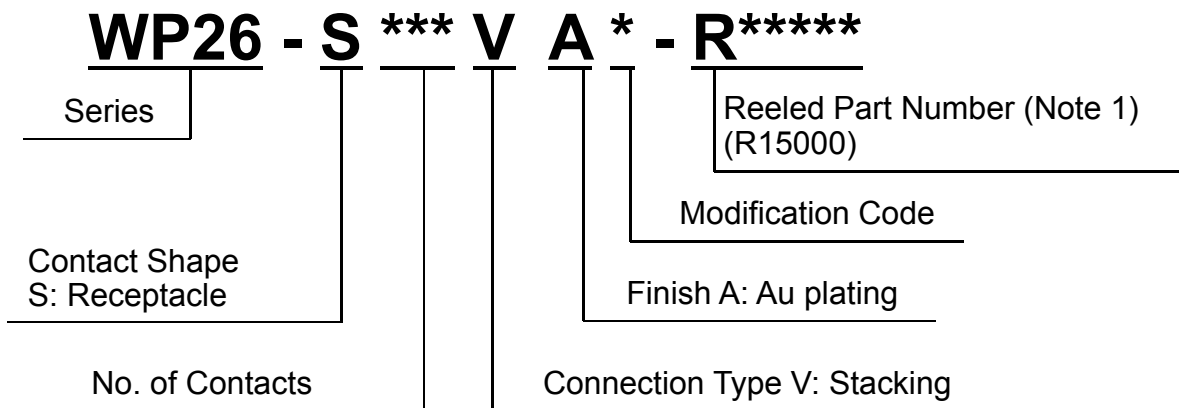 WP26 - S *** V A * - R*****
Series
Reeled Part Number (Note 1)
(R15000)
Modification Code
Contact Shape
S: Receptacle
Finish A: Au plating
No. of Contacts
Connection Type V: Stacking